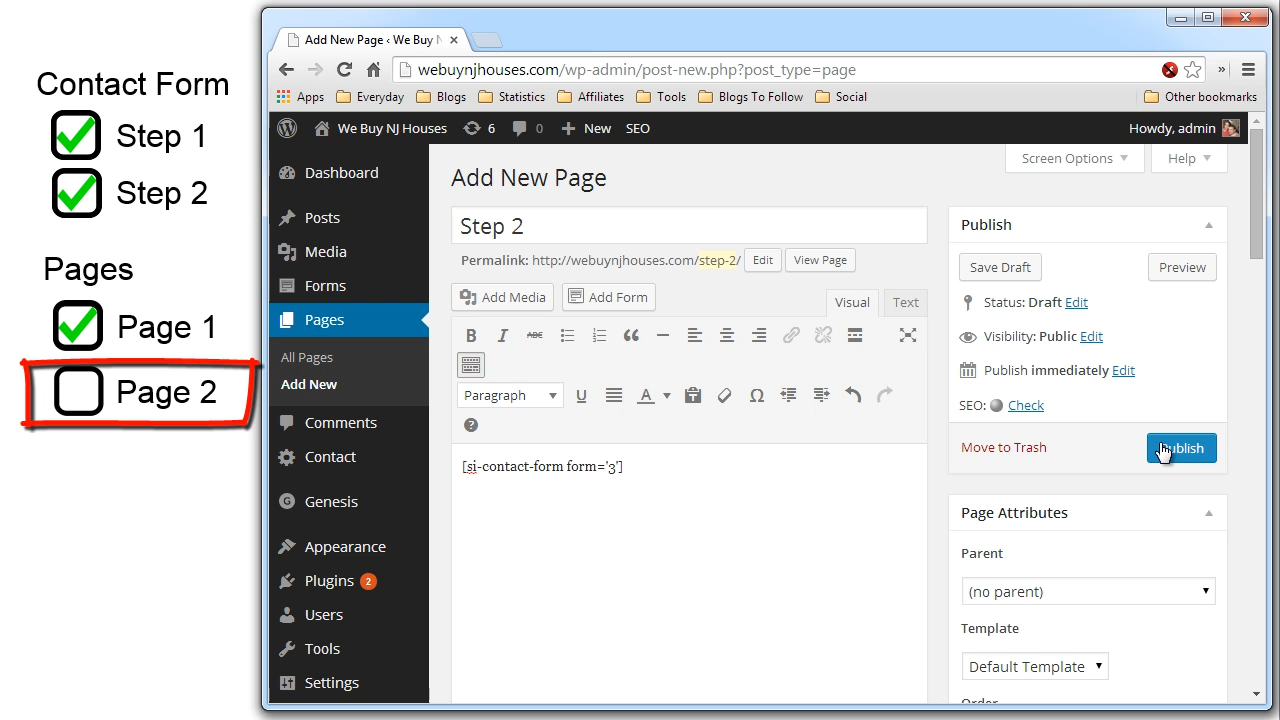 Contact Form
Step 1
Step 2
Pages
Page 1
Page 2
Add New Page ‹ We Buy N
webuynjhouses.com/wp-admin/post-new.php?post_type=page
Apps Everyday Blogs Statistics Affiliates Tools Blogs To Follow Social Other bookmarks
We Buy NJ Houses 6 0 New SEO Howdy, admin
Screen Options Help
Dashboard
Posts
Media
Forms
Pages
All Pages
Add New
Comments
Contact
Genesis
Appearance
Plugins 2
Users
Tools
Settings
Add New Page
Step 2
Permalink: http://webuynjhouses.com/step-2/ Edit View Page
Add Media Add Form Visual Text
B I ABC
Paragraph U A
[si-contact-form form='3']
Publish
Save Draft Preview
Status: Draft Edit
Visibility: Public Edit
Publish immediately Edit
SEO: Check
Move to Trash Publish
Page Attributes
Parent
(no parent)
Template
Default Template
Order